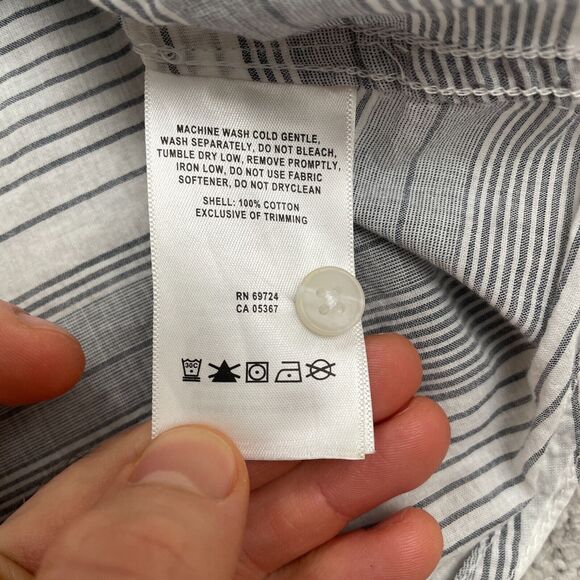 MACHINE WASH COLD GENTLE,
WASH SEPARATELY, DO NOT BLEACH,
TUMBLE DRY LOW, REMOVE PROMPTLY,
IRON LOW, DO NOT USE FABRIC
SOFTENER, DO NOT DRYCLEAN
SHELL: 100% COTTON
EXCLUSIVE OF TRIMMING
RN 69724
CA 05367
30C